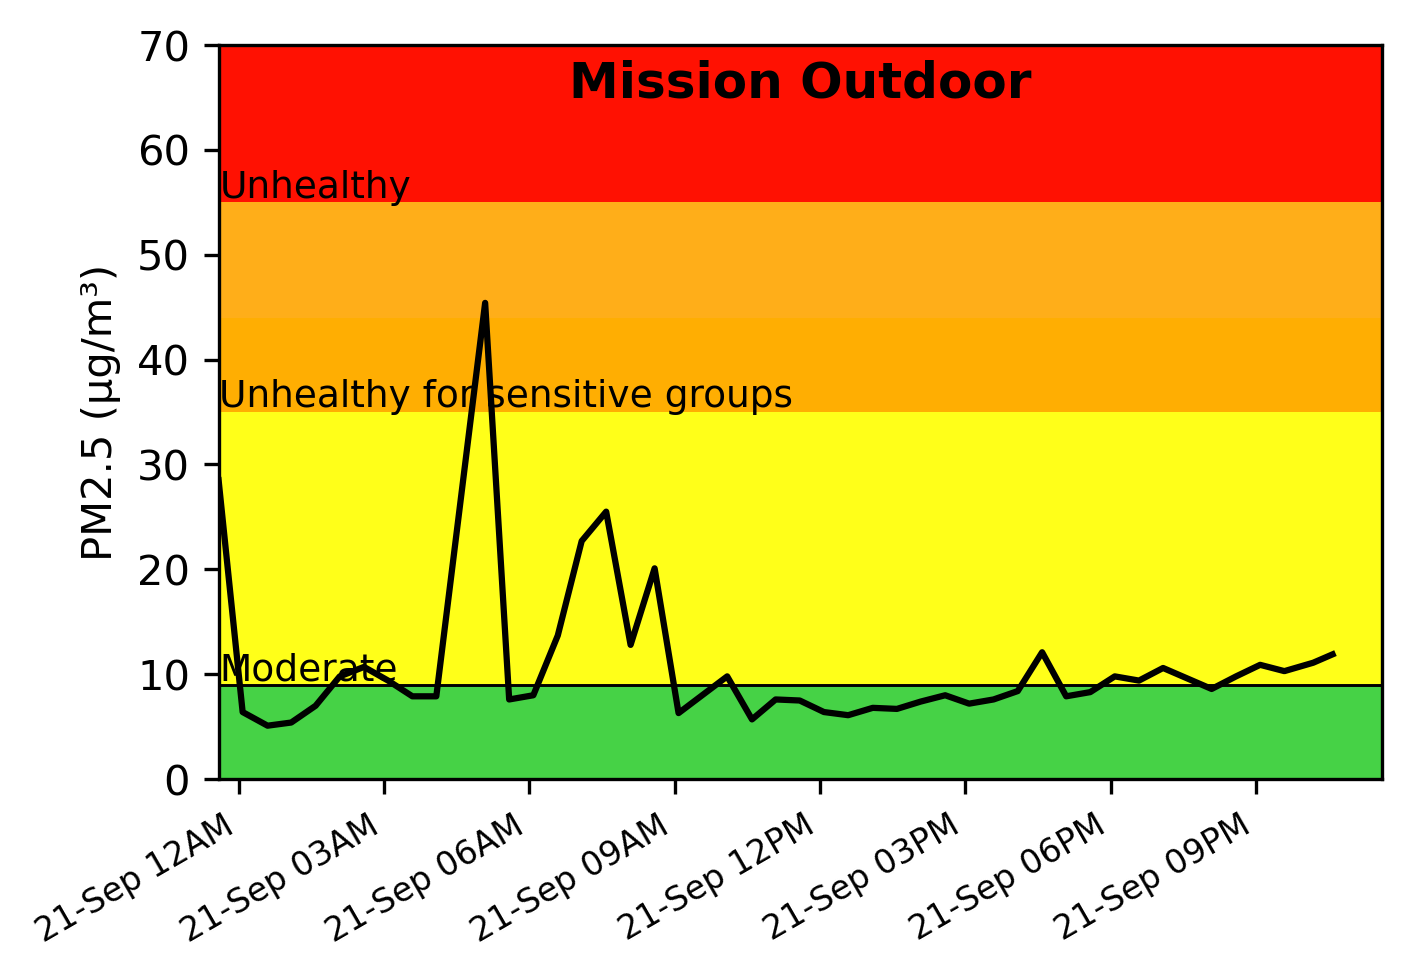 Mission Outdoor
PM2.5 (µg/m³)
70
60
50
40
30
20
10
0
Unhealthy
Unhealthy for sensitive groups
Moderate
21-Sep 12AM
21-Sep 03AM
21-Sep 06AM
21-Sep 09AM
21-Sep 12PM
21-Sep 03PM
21-Sep 06PM
21-Sep 09PM